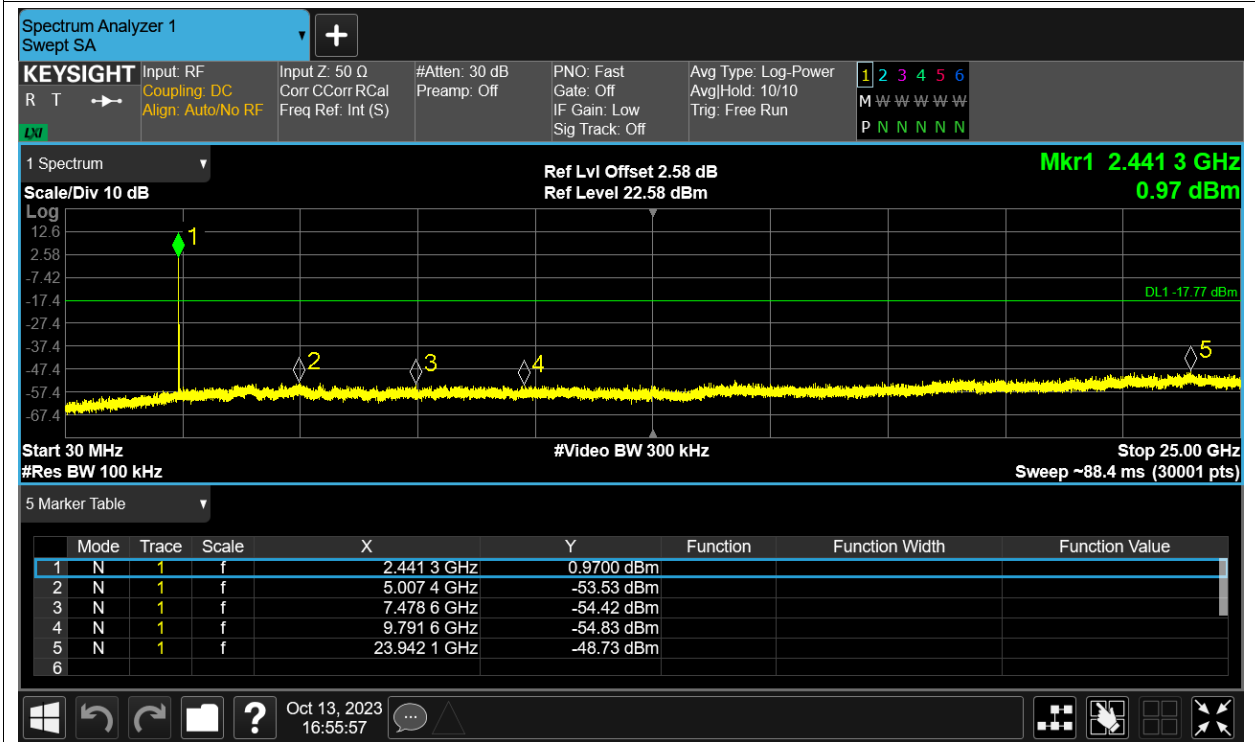 Spectrum Analyzer 1
Swept SA
KEYSIGHT
R T
LXI
Input: RF
Coupling: DC
Align: Auto/No RF
Input Z: 50 Ω
Corr CCorr RCal
Freq Ref: Int (S)
#Atten: 30 dB
Preamp: Off
PNO: Fast
Gate: Off
IF Gain: Low
Sig Track: Off
Avg Type: Log-Power
Avg|Hold: 10/10
Trig: Free Run
1 2 3 4 5 6
M W W W W W
P N N N N N
1 Spectrum
Scale/Div 10 dB
Ref Lvl Offset 2.58 dB
Ref Level 22.58 dBm
Mkr1 2.441 3 GHz
0.97 dBm
Log
12.6
2.58
-7.42
-17.4
-27.4
-37.4
-47.4
-57.4
-67.4
1
2
3
4
5
DL1 -17.77 dBm
Start 30 MHz
#Video BW 300 kHz
Stop 25.00 GHz
#Res BW 100 kHz
Sweep ~88.4 ms (30001 pts)
5 Marker Table
Mode Trace Scale X Y Function Function Width Function Value
1 N 1 f 2.441 3 GHz 0.9700 dBm
2 N 1 f 5.007 4 GHz -53.53 dBm
3 N 1 f 7.478 6 GHz -54.42 dBm
4 N 1 f 9.791 6 GHz -54.83 dBm
5 N 1 f 23.942 1 GHz -48.73 dBm
6
?
Oct 13, 2023
16:55:57